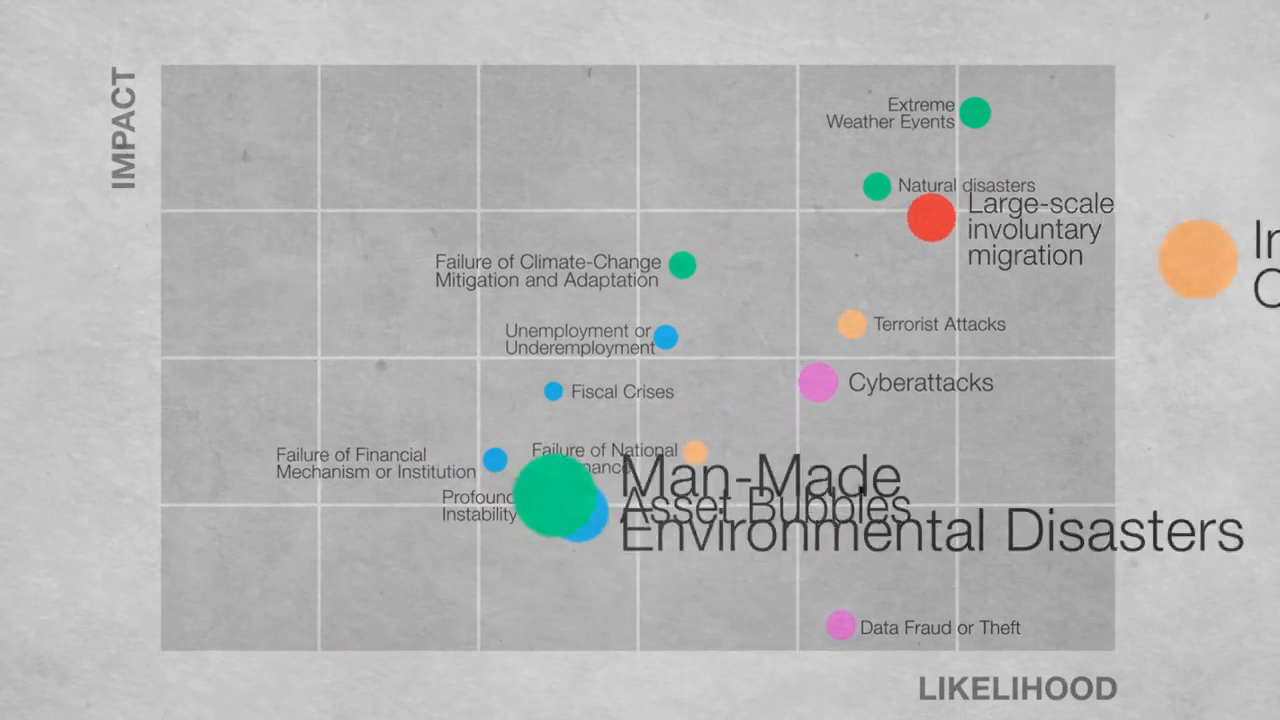 IMPACT
Extreme
Weather Events
Natural disasters
Large-scale
involuntary
migration
Failure of Climate-Change
Mitigation and Adaptation
Terrorist Attacks
Unemployment or
Underemployment
Cyberattacks
Fiscal Crises
Failure of National
Failure of Financial
Mechanism or Institution
Man-Made
Environmental Disasters
Asset Bubbles
Profound
Instability
Data Fraud or Theft
LIKELIHOOD